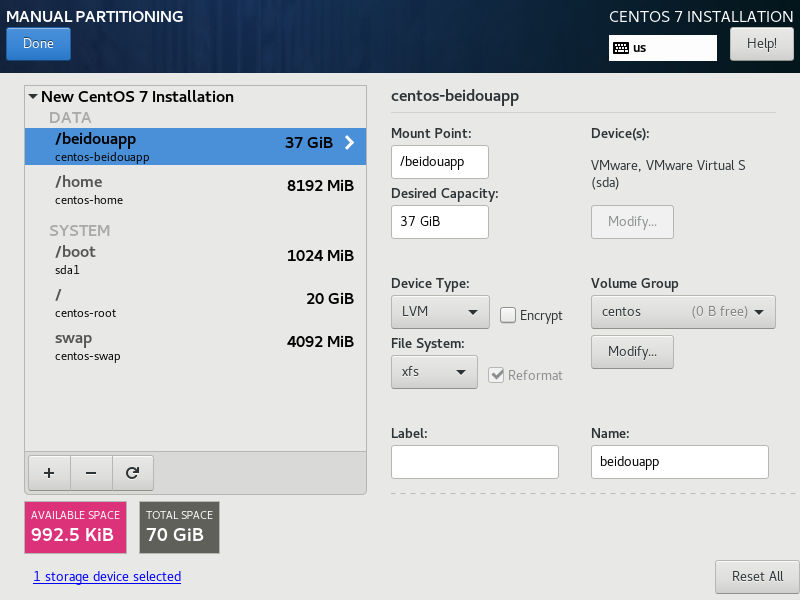 MANUAL PARTITIONING
CENTOS 7 INSTALLATION
Done
us
Help!
New CentOS 7 Installation
DATA
/beidouapp 37 GiB
centos-beidouapp
/home 8192 MiB
centos-home
SYSTEM
/boot 1024 MiB
sda1
/ 20 GiB
centos-root
swap 4092 MiB
centos-swap
AVAILABLE SPACE
992.5 KiB
TOTAL SPACE
70 GiB
1 storage device selected
centos-beidouapp
Mount Point:
/beidouapp
Desired Capacity:
37 GiB
Device(s):
VMware, VMware Virtual S
(sda)
Modify...
Device Type:
LVM
Encrypt
Volume Group
centos (0 B free)
Modify...
File System:
xfs
Reformat
Label:
Name:
beidouapp
Reset All